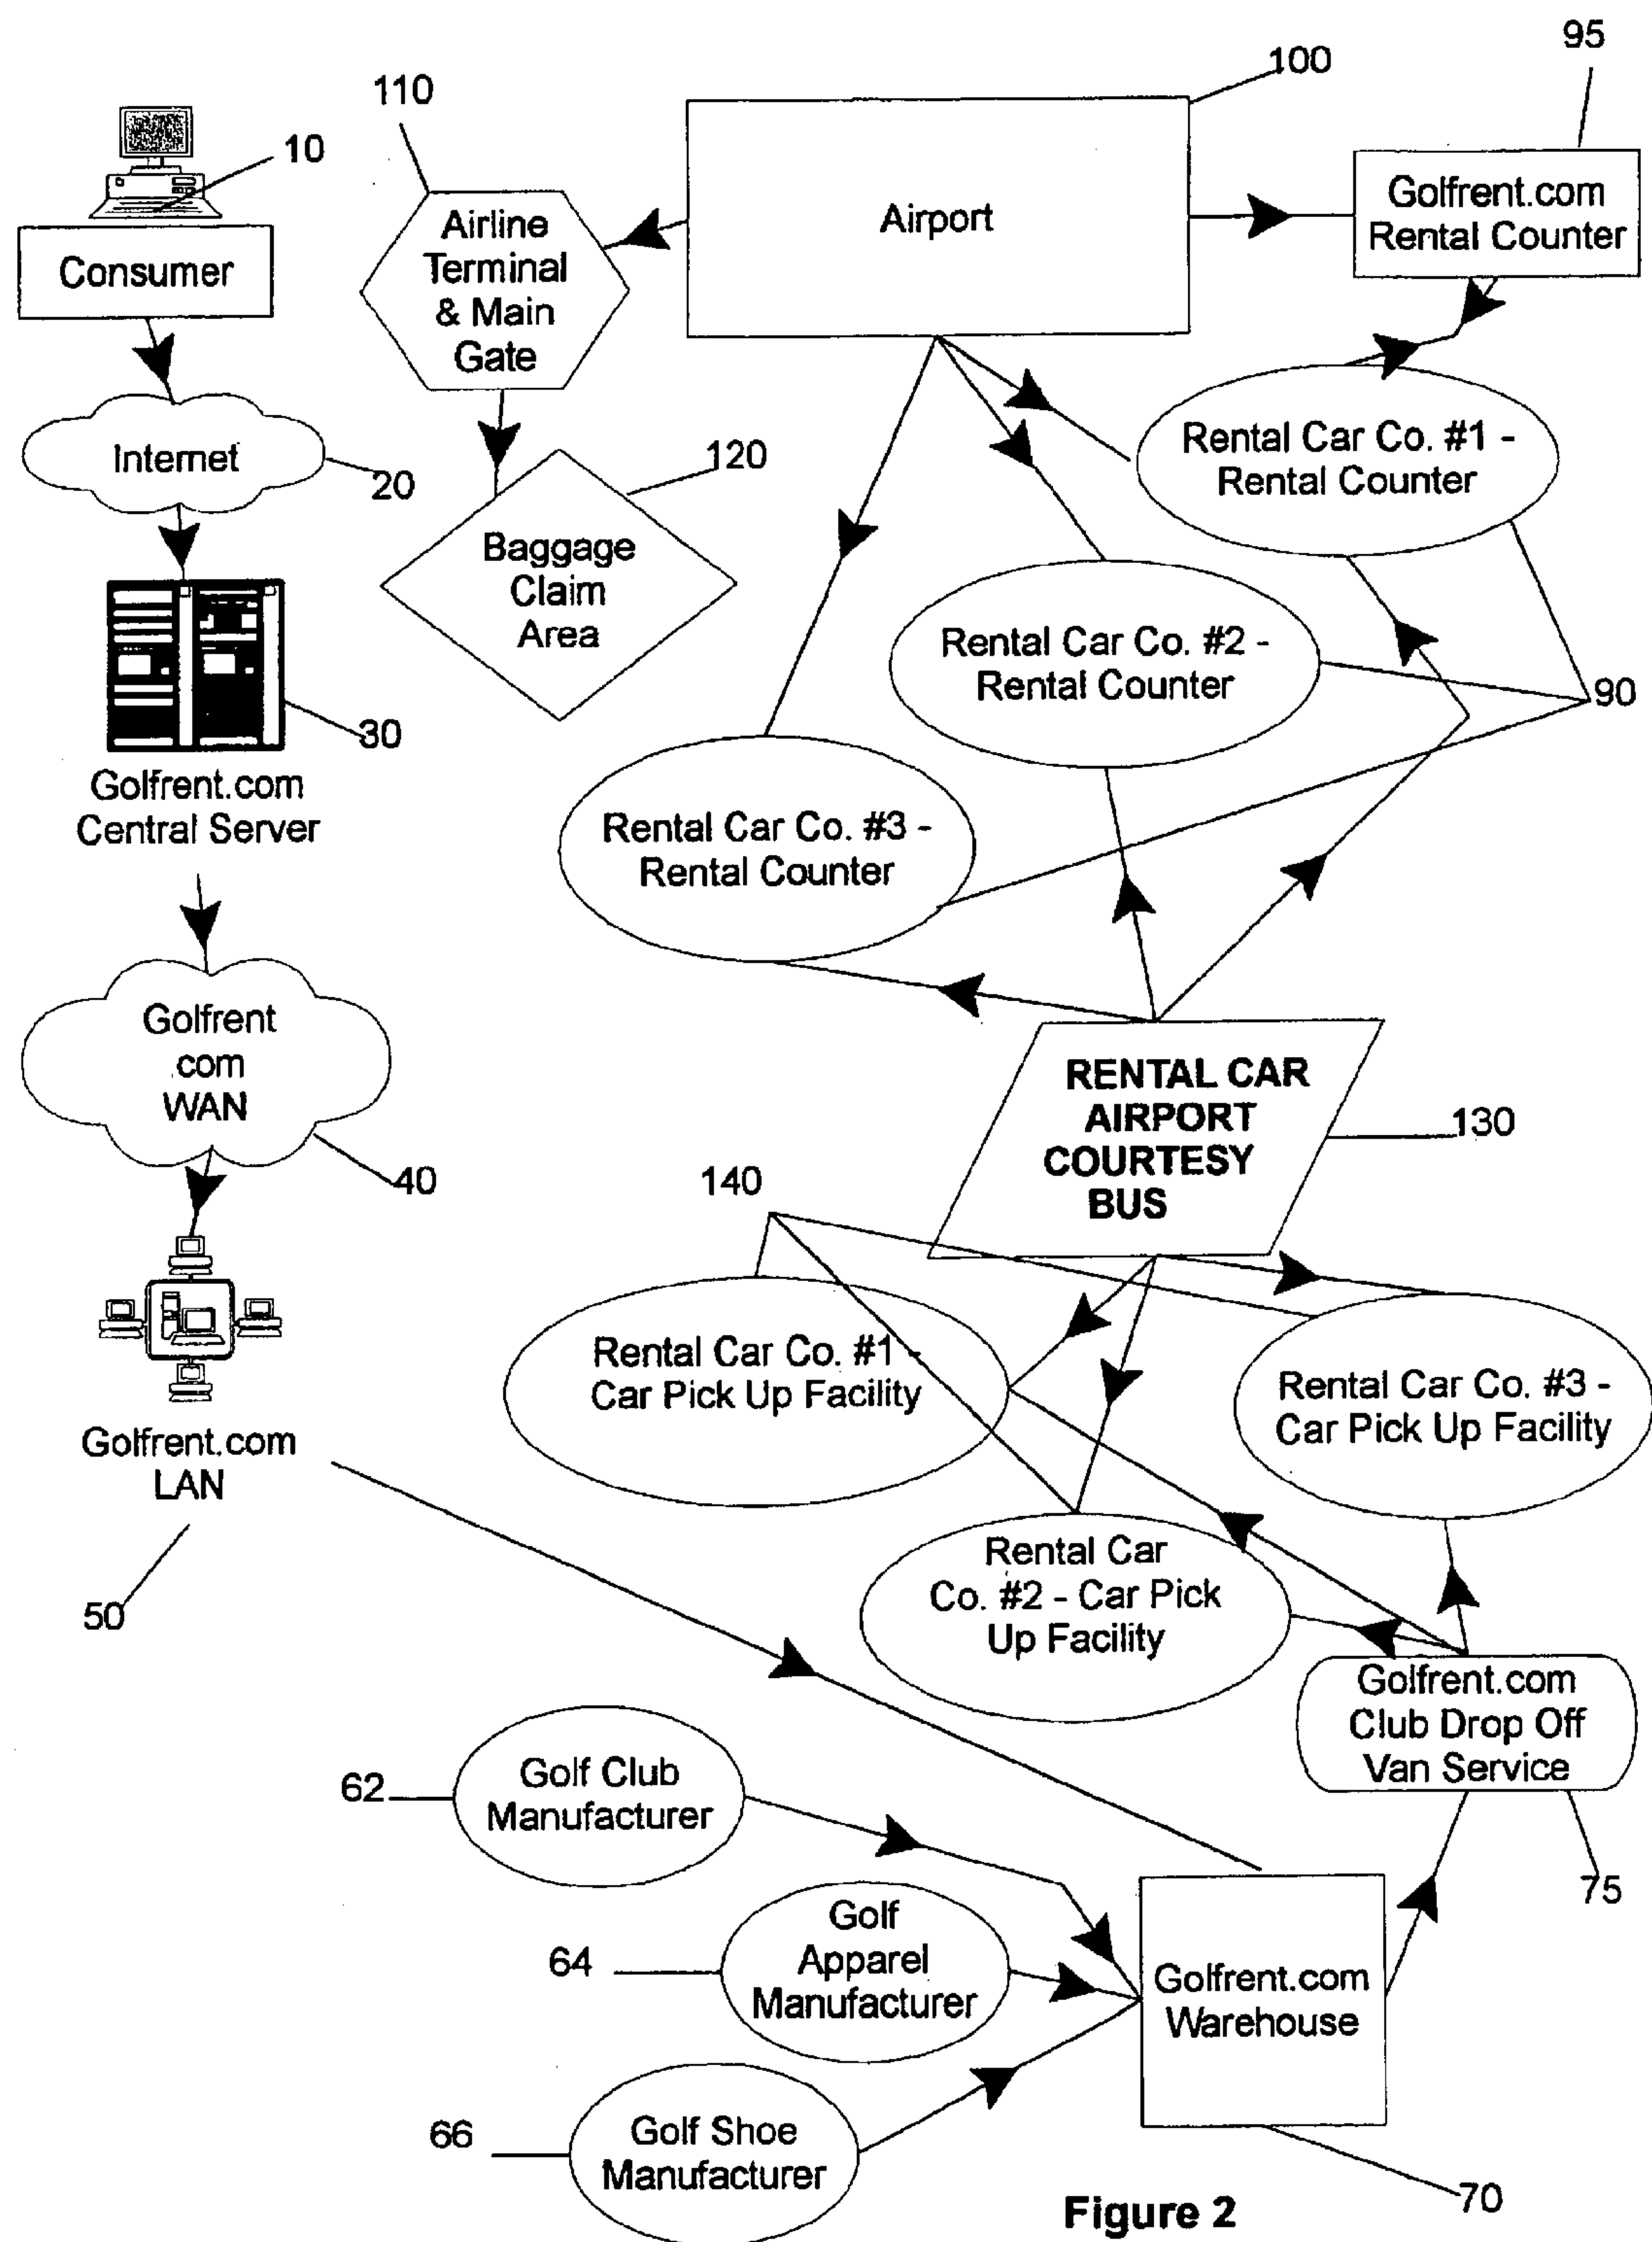 95
100
110
10
Airline
Terminal
& Main
Gate
Airport
Golfrent.com
Rental Counter
Consumer
Internet
20
120
Rental Car Co. #1 -
Rental Counter
Baggage
Claim
Area
Rental Car Co. #2 -
Rental Counter
90
30
Golfrent.com
Central Server
Rental Car Co. #3 -
Rental Counter
Golfrent
.com
WAN
40
RENTAL CAR
AIRPORT
COURTESY
BUS
130
140
Rental Car Co. #1 -
Car Pick Up Facility
Rental Car Co. #3 -
Car Pick Up Facility
Golfrent.com
LAN
50
Rental Car
Co. #2 - Car Pick
Up Facility
Golfrent.com
Club Drop Off
Van Service
75
62
Golf Club
Manufacturer
64
Golf
Apparel
Manufacturer
Golfrent.com
Warehouse
66
Golf Shoe
Manufacturer
70
Figure 2